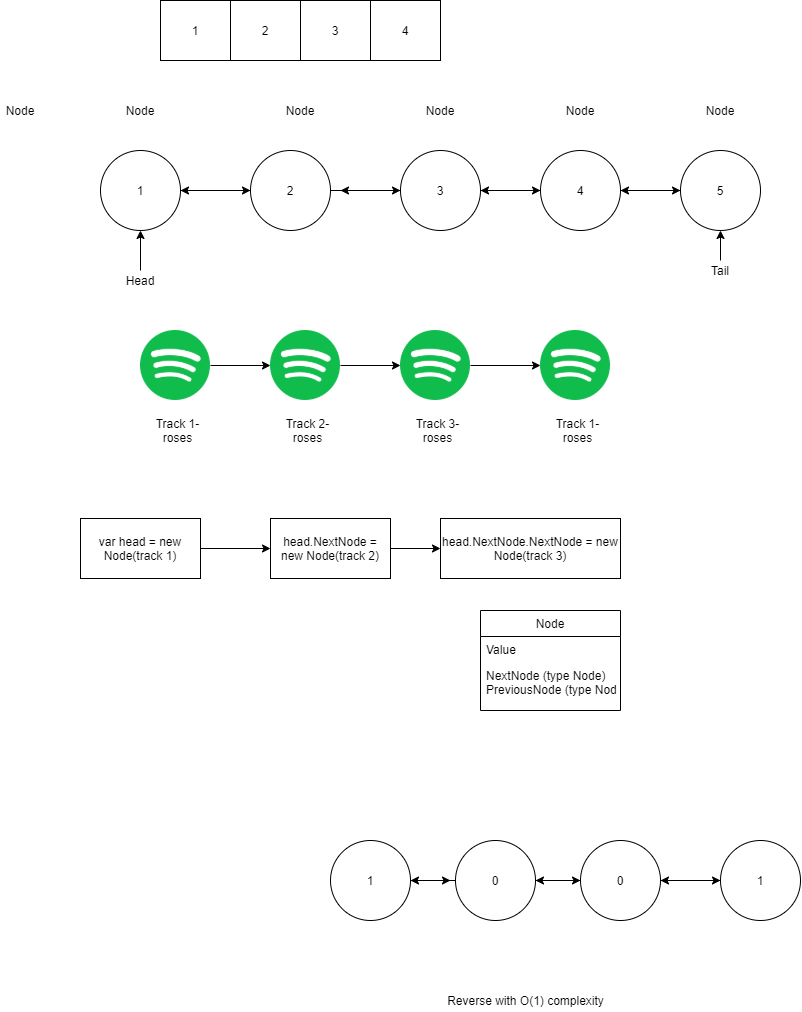 1 2 3 4
Node Node Node Node Node Node
1 2 3 4 5
Head
Tail
Track 1-
roses
Track 2-
roses
Track 3-
roses
Track 1-
roses
var head = new
Node(track 1)
head.NextNode =
new Node(track 2)
head.NextNode.NextNode = new
Node(track 3)
Node
Value
NextNode (type Node)
PreviousNode (type Nod
1 0 0 1
Reverse with O(1) complexity